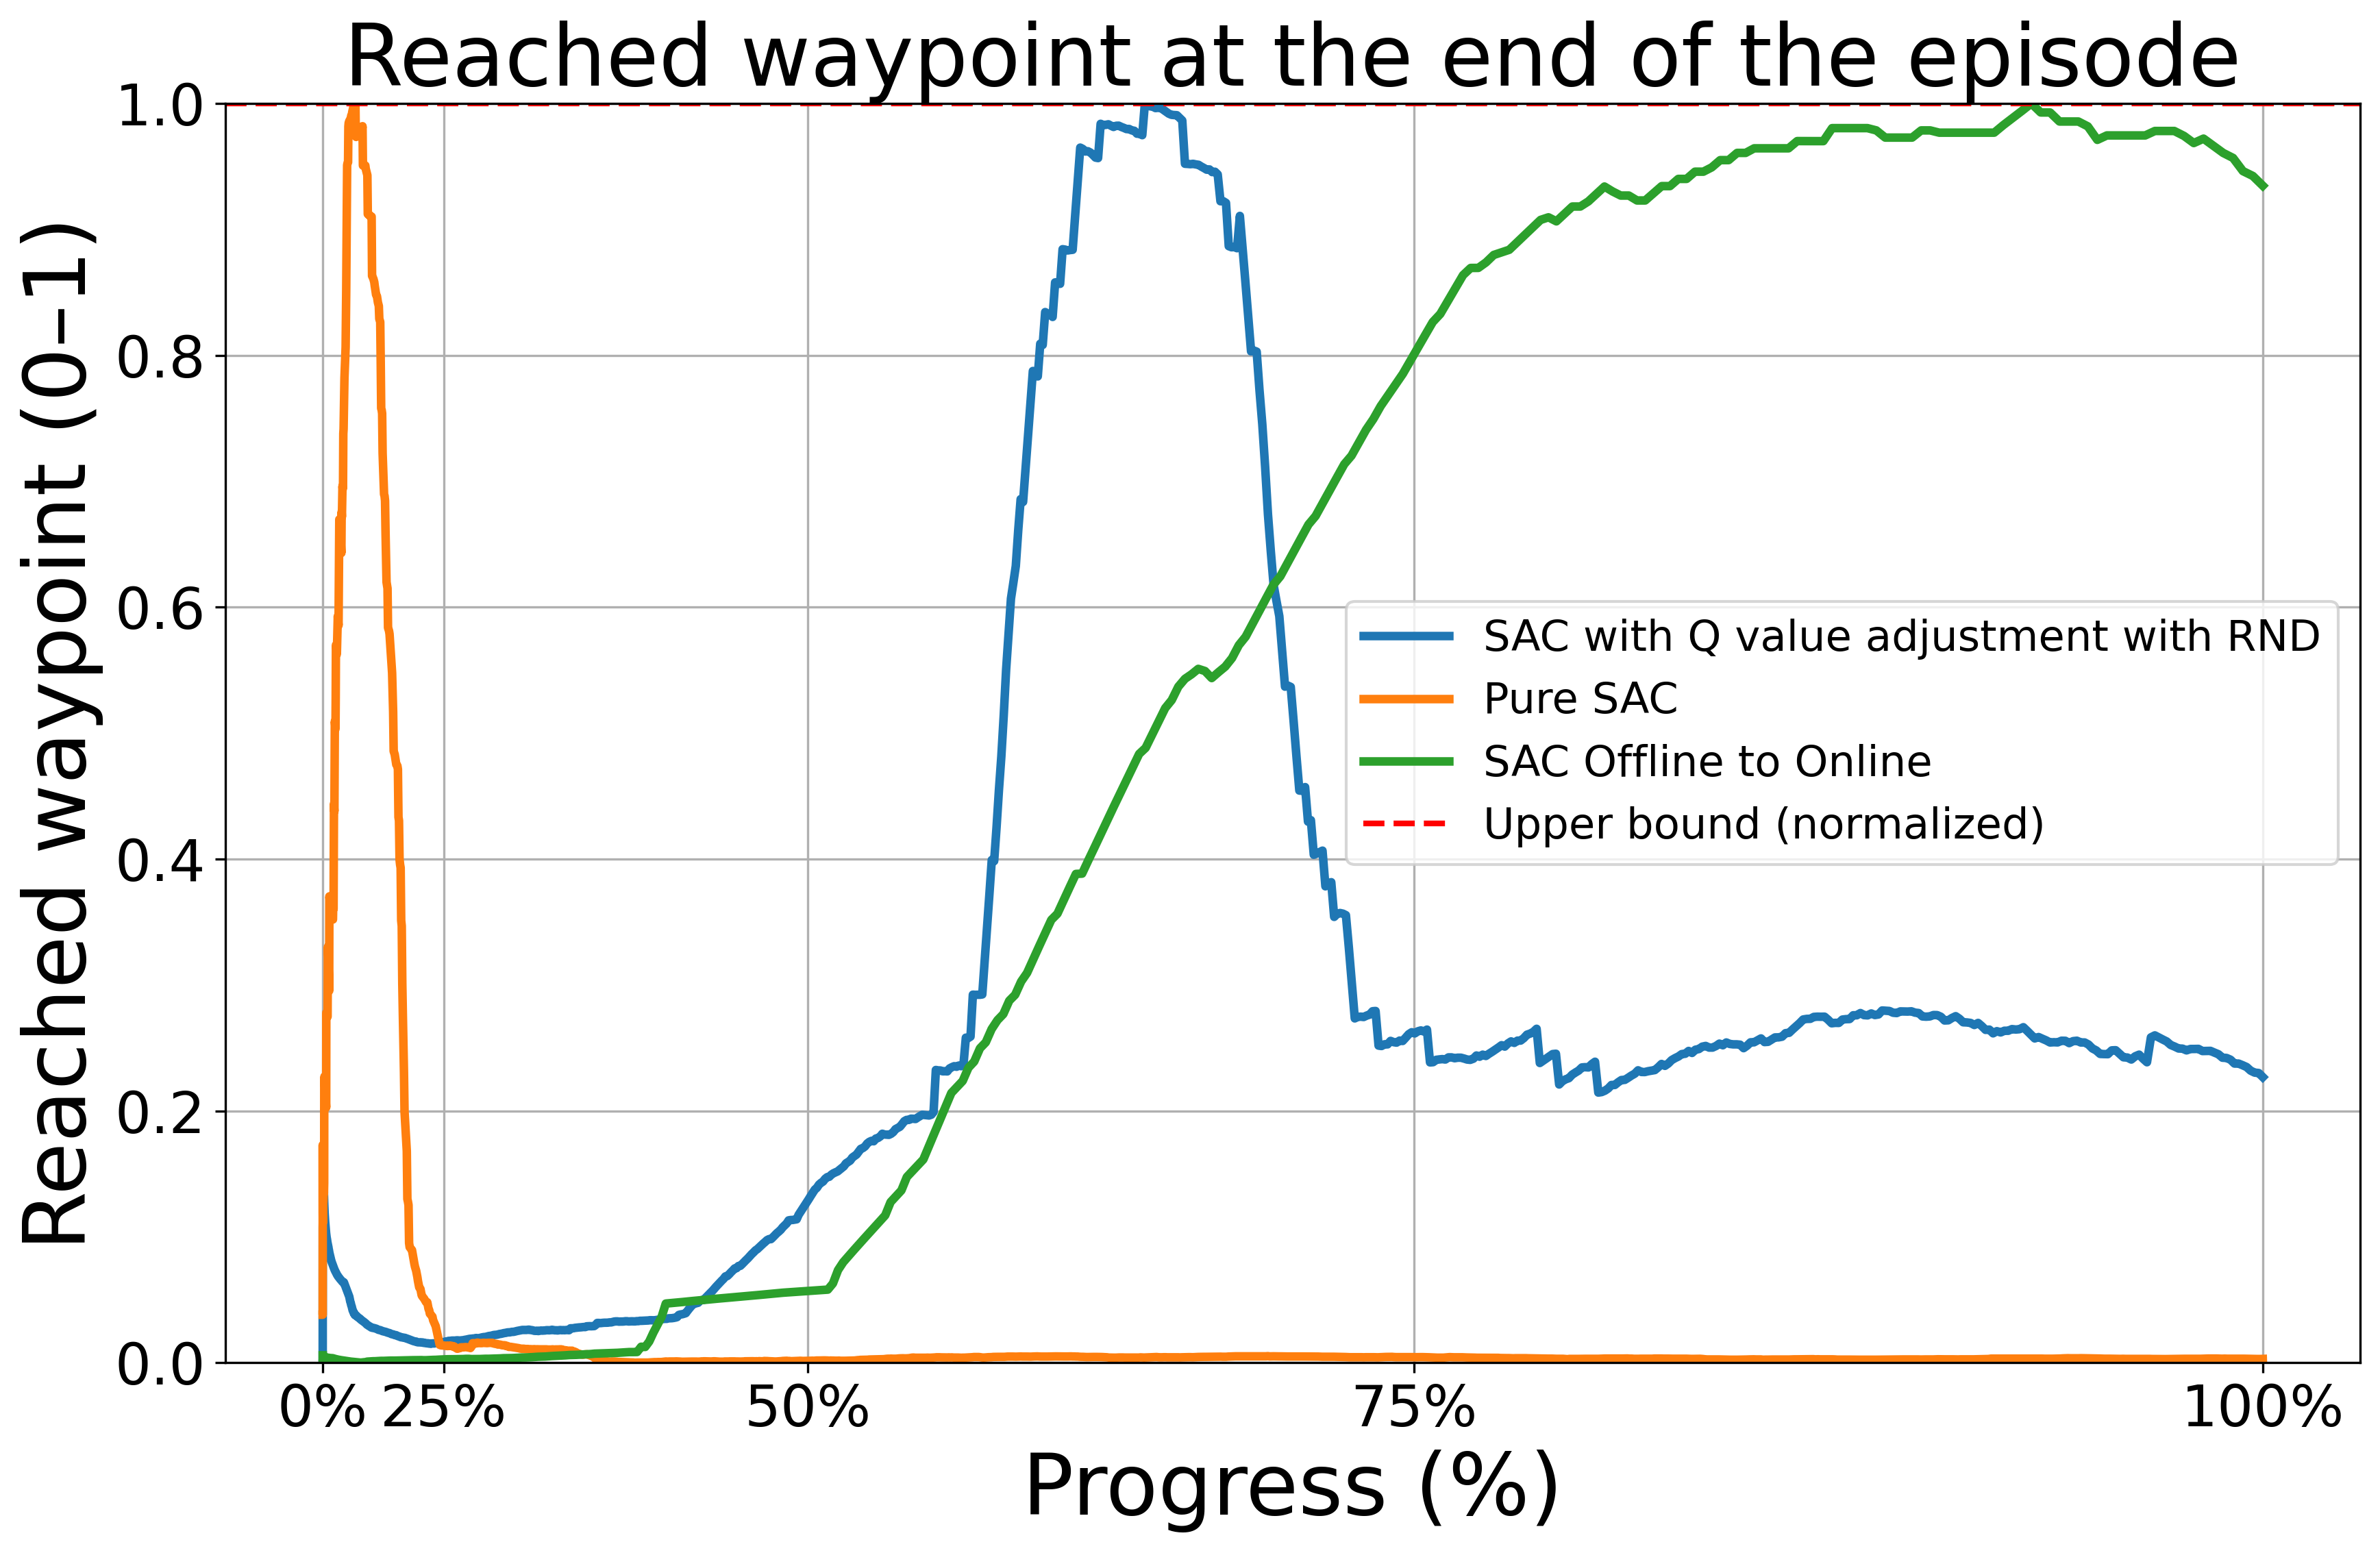 Reached waypoint at the end of the episode
Reached waypoint (0–1)
1.0
0.8
0.6
0.4
0.2
0.0
SAC with Q value adjustment with RND
Pure SAC
SAC Offline to Online
Upper bound (normalized)
0% 25% 50% 75% 100%
Progress (%)